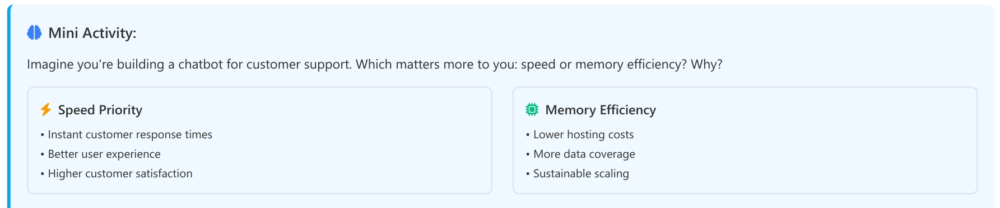 Mini Activity:
Imagine you're building a chatbot for customer support. Which matters more to you: speed or memory efficiency? Why?
Speed Priority
• Instant customer response times
• Better user experience
• Higher customer satisfaction
Memory Efficiency
• Lower hosting costs
• More data coverage
• Sustainable scaling